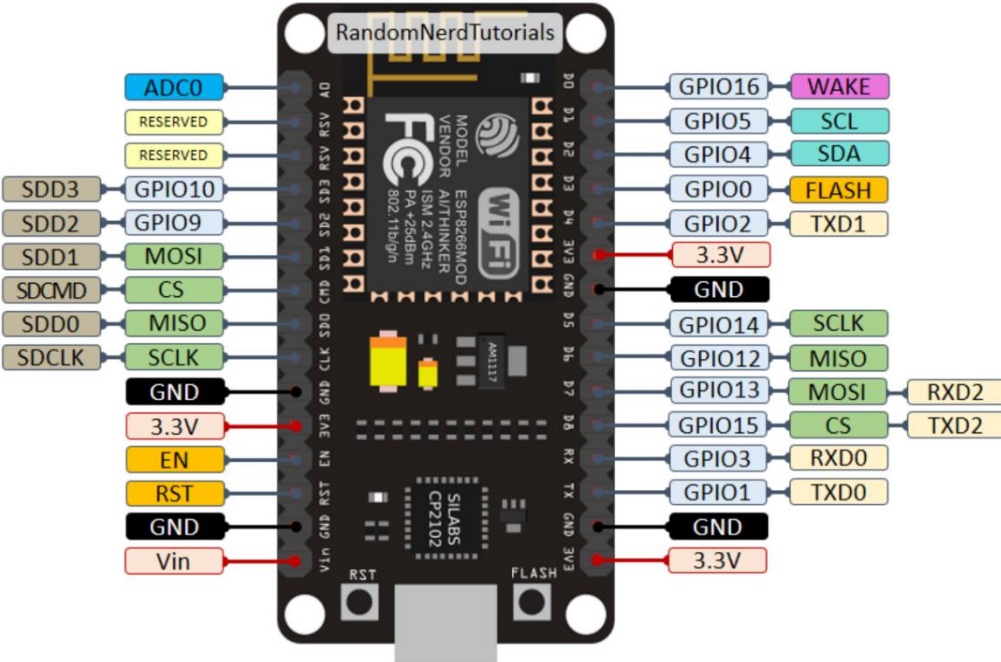 RandomNerdTutorials
ADC0 A0 D0 GPIO16 WAKE
RESERVED RSV D1 GPIO5 SCL
RESERVED RSV D2 GPIO4 SDA
SDD3 GPIO10 SD3 D3 GPIO0 FLASH
SDD2 GPIO9 SD2 D4 GPIO2 TXD1
SDD1 MOSI SD1 3V3 3.3V
SDCMD CS CMD GND GND
SDD0 MISO SD0 D5 GPIO14 SCLK
SDCLK SCLK CLK D6 GPIO12 MISO
GND GND D7 GPIO13 MOSI RXD2
3.3V 3V3 D8 GPIO15 CS TXD2
EN EN RX GPIO3 RXD0
RST RST TX GPIO1 TXD0
GND GND GND GND
Vin Vin 3V3 3.3V
MODEL ESP8266MOD
VENDOR AI/THINKER
ISM 2.4GHz
PA +25dBm
802.11b/g/n
FC
Wi Fi
AM1117
SILABS
CP2102
RST
FLASH